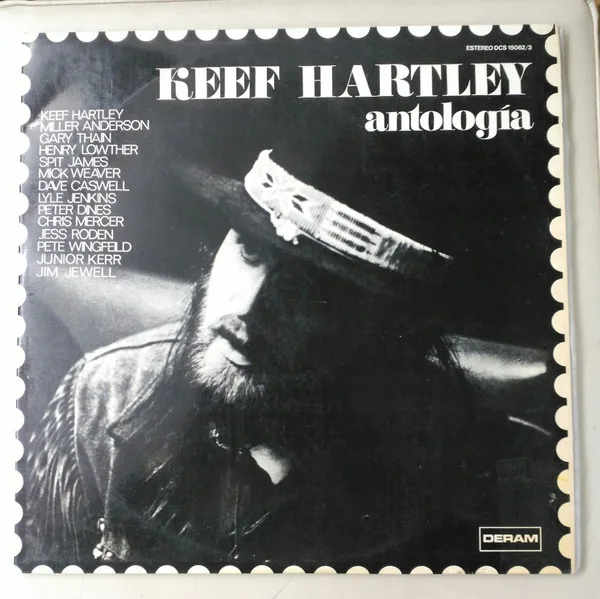 ESTEREO DCS 15062/3
KEEF HARTLEY
antología
KEEF HARTLEY
MILLER ANDERSON
GARY THAIN
HENRY LOWTHER
SPIT JAMES
MICK WEAVER
DAVE CASWELL
LYLE JENKINS
PETER DINES
CHRIS MERCER
JESS RODEN
PETE WINGFEILD
JUNIOR KERR
JIM JEWELL
DERAM